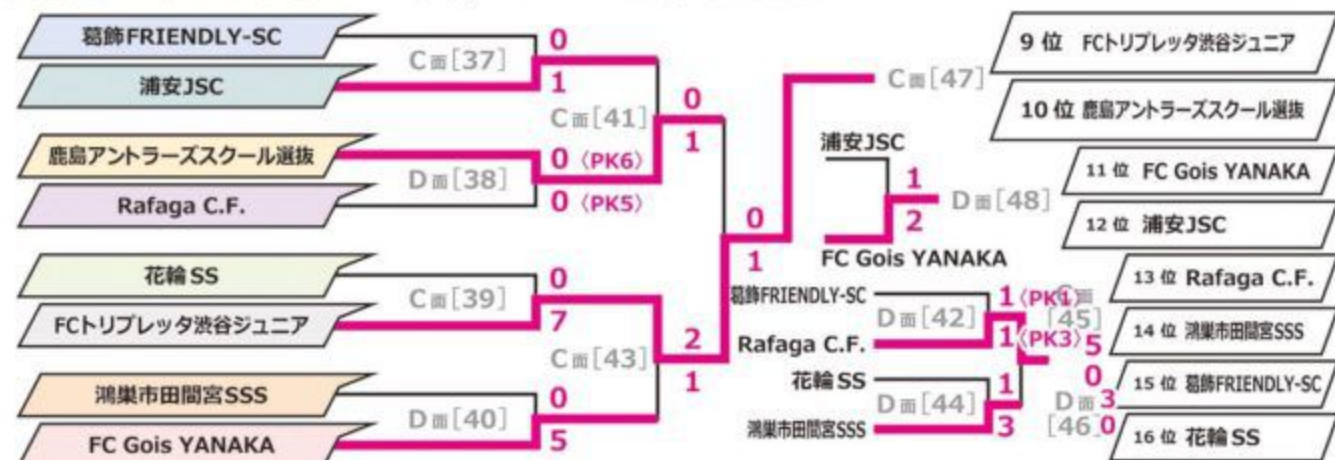 葛飾FRIENDLY-SC
0
C面[37]
浦安JSC
1
C面[41]
0
1
鹿島アントラーズスクール選抜
0〈PK6〉
D面[38]
Rafaga C.F.
0〈PK5〉
0
1
花輪SS
0
C面[39]
FCトリプレッタ渋谷ジュニア
7
C面[43]
2
1
鴻巣市田間宮SSS
0
D面[40]
FC Gois YANAKA
5
C面[47]
浦安JSC
1
D面[48]
2
FC Gois YANAKA
葛飾FRIENDLY-SC
1〈PK1〉
C面
[45]
D面[42]
Rafaga C.F.
1〈PK3〉
5
0
花輪SS
1
D面[44]
鴻巣市田間宮SSS
3
D面
[46]
3
0
9位 FCトリプレッタ渋谷ジュニア
10位 鹿島アントラーズスクール選抜
11位 FC Gois YANAKA
12位 浦安JSC
13位 Rafaga C.F.
14位 鴻巣市田間宮SSS
15位 葛飾FRIENDLY-SC
16位 花輪SS